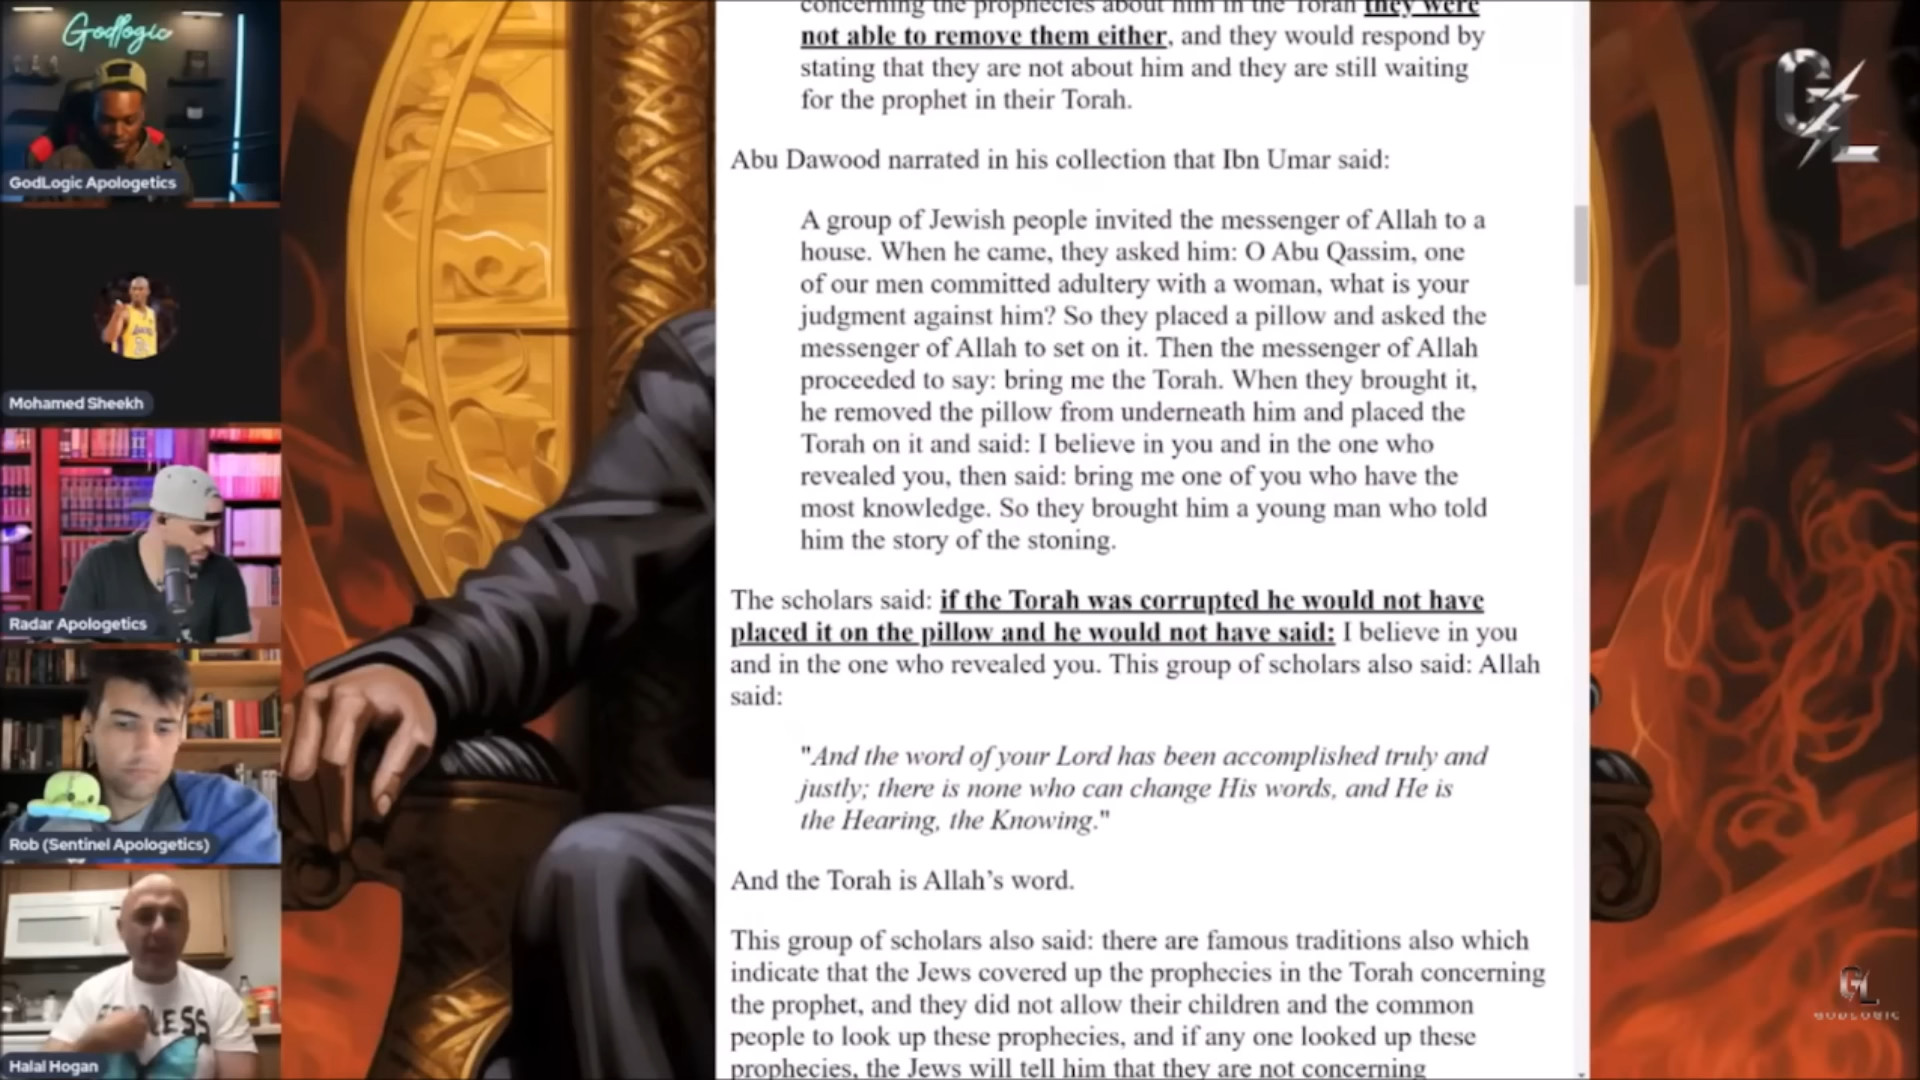 Godlogic
GodLogic Apologetics
Mohamed Sheekh
Radar Apologetics
Rob (Sentinel Apologetics)
Halal Hogan
concerning the prophecies about him in the Torah they were
not able to remove them either, and they would respond by
stating that they are not about him and they are still waiting
for the prophet in their Torah.
Abu Dawood narrated in his collection that Ibn Umar said:
A group of Jewish people invited the messenger of Allah to a
house. When he came, they asked him: O Abu Qassim, one
of our men committed adultery with a woman, what is your
judgment against him? So they placed a pillow and asked the
messenger of Allah to set on it. Then the messenger of Allah
proceeded to say: bring me the Torah. When they brought it,
he removed the pillow from underneath him and placed the
Torah on it and said: I believe in you and in the one who
revealed you, then said: bring me one of you who have the
most knowledge. So they brought him a young man who told
him the story of the stoning.
The scholars said: if the Torah was corrupted he would not have
placed it on the pillow and he would not have said: I believe in you
and in the one who revealed you. This group of scholars also said: Allah
said:
"And the word of your Lord has been accomplished truly and
justly; there is none who can change His words, and He is
the Hearing, the Knowing."
And the Torah is Allah’s word.
This group of scholars also said: there are famous traditions also which
indicate that the Jews covered up the prophecies in the Torah concerning
the prophet, and they did not allow their children and the common
people to look up these prophecies, and if any one looked up these
prophecies, the Jews will tell him that they are not concerning
GL
GL
GODLOGIC